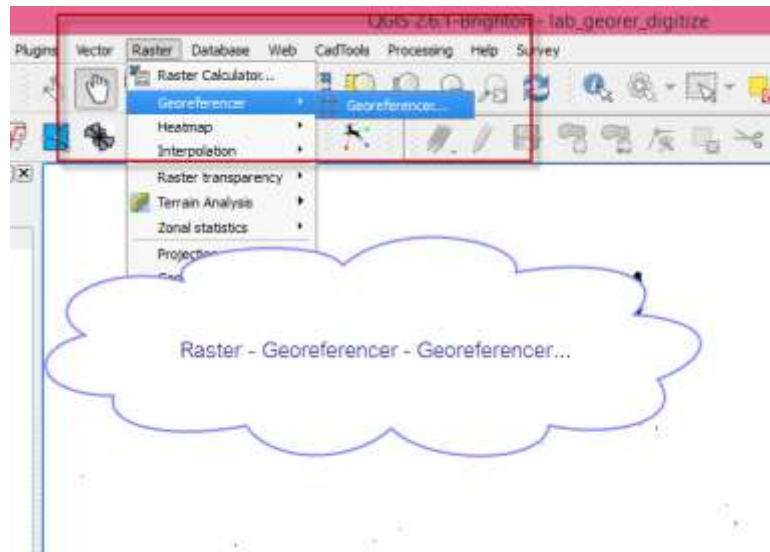 QGIS 2.6.1-Brighton - lab_georer_digitize
Plugins Vector Raster Database Web CadTools Processing Help Survey
Raster Calculator...
Georeferencer Georeferencer...
Heatmap
Interpolation
Raster transparency
Terrain Analysis
Zonal statistics
Raster - Georeferencer - Georeferencer...